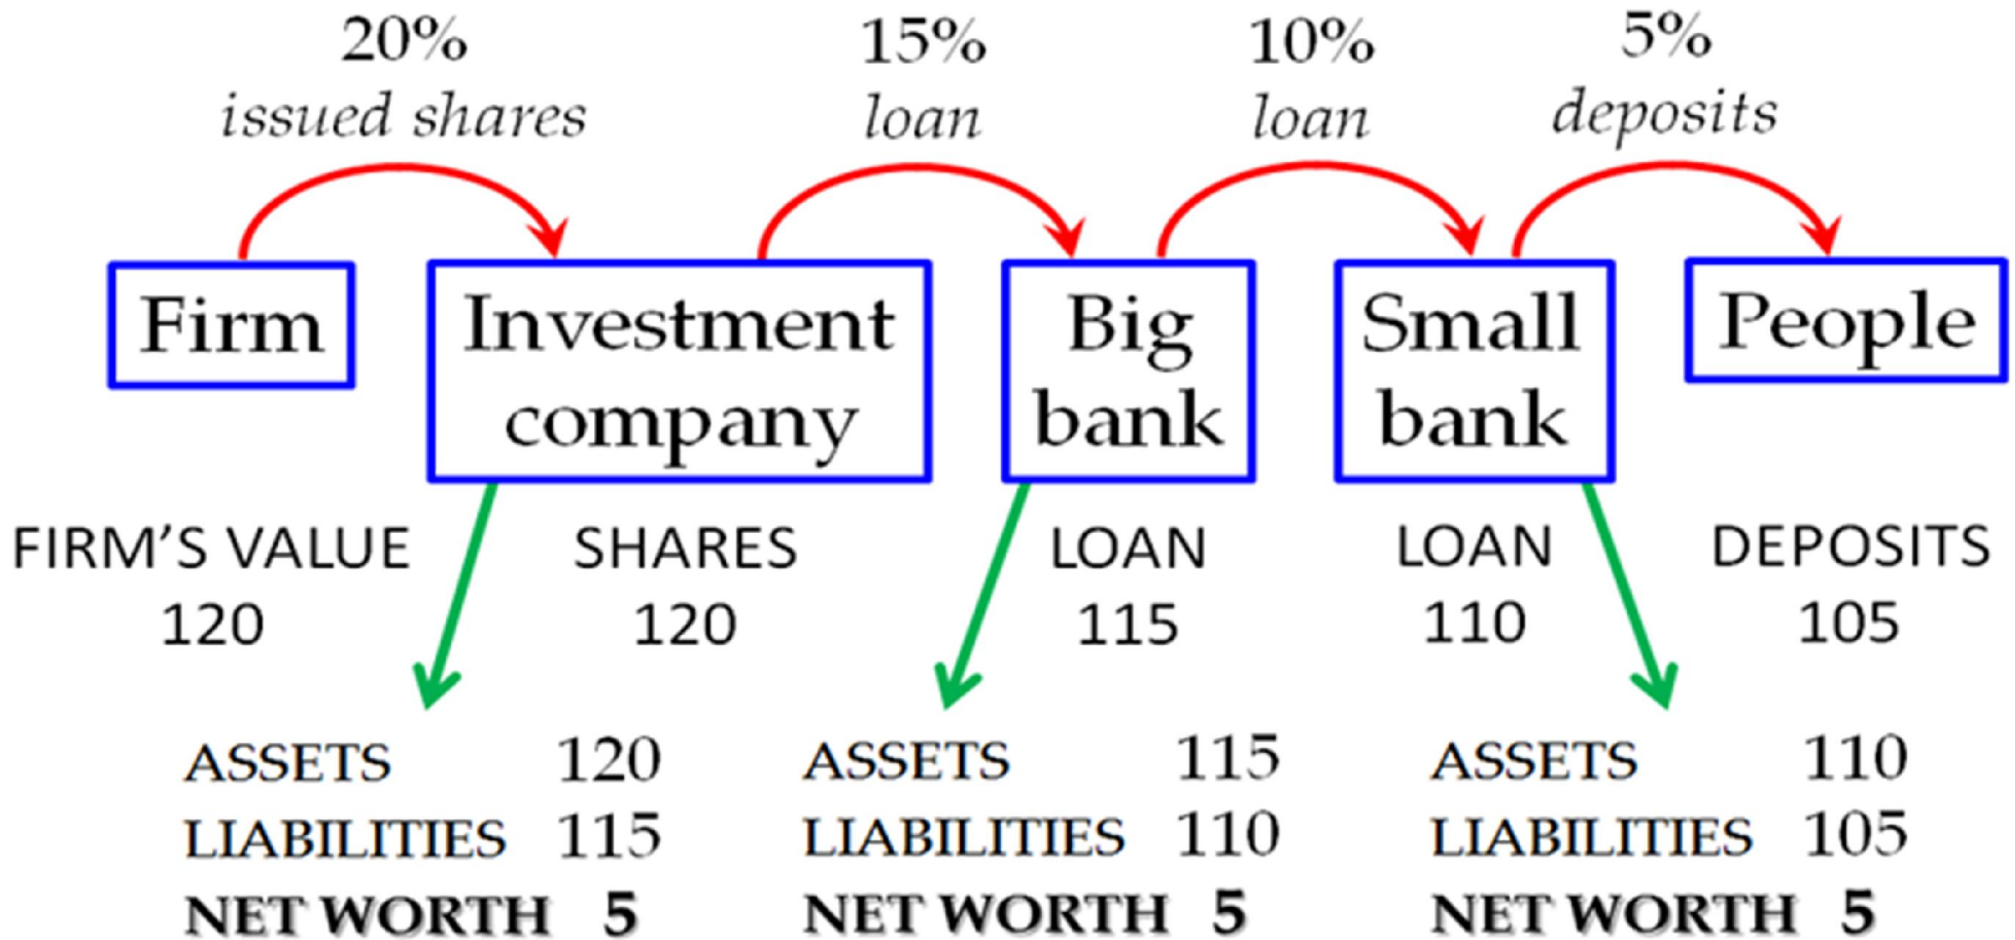 20% 15% 10% 5%
issued shares loan loan deposits
Firm Investment company Big bank Small bank People
FIRM’S VALUE SHARES LOAN LOAN DEPOSITS
120 120 115 110 105
ASSETS 120 ASSETS 115 ASSETS 110
LIABILITIES 115 LIABILITIES 110 LIABILITIES 105
NET WORTH 5 NET WORTH 5 NET WORTH 5